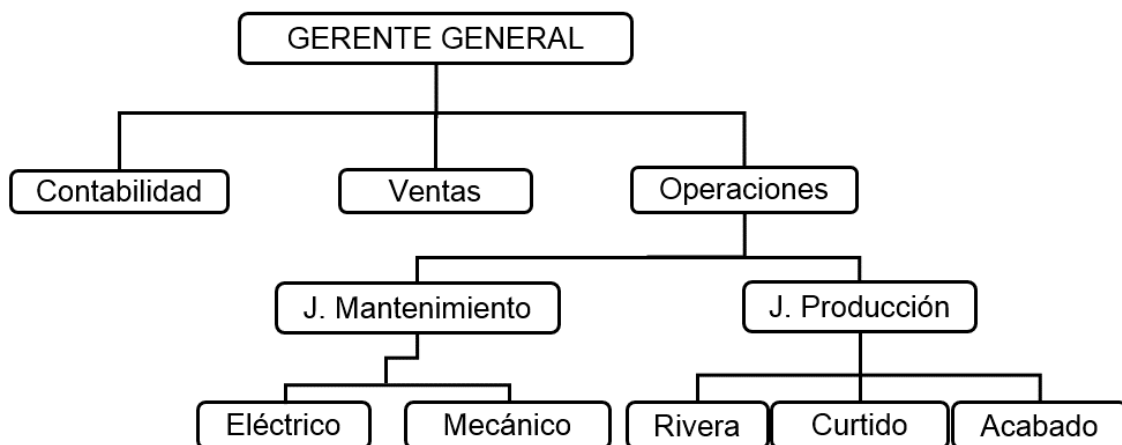 GERENTE GENERAL
Contabilidad
Ventas
Operaciones
J. Mantenimiento
J. Producción
Eléctrico
Mecánico
Rivera
Curtido
Acabado